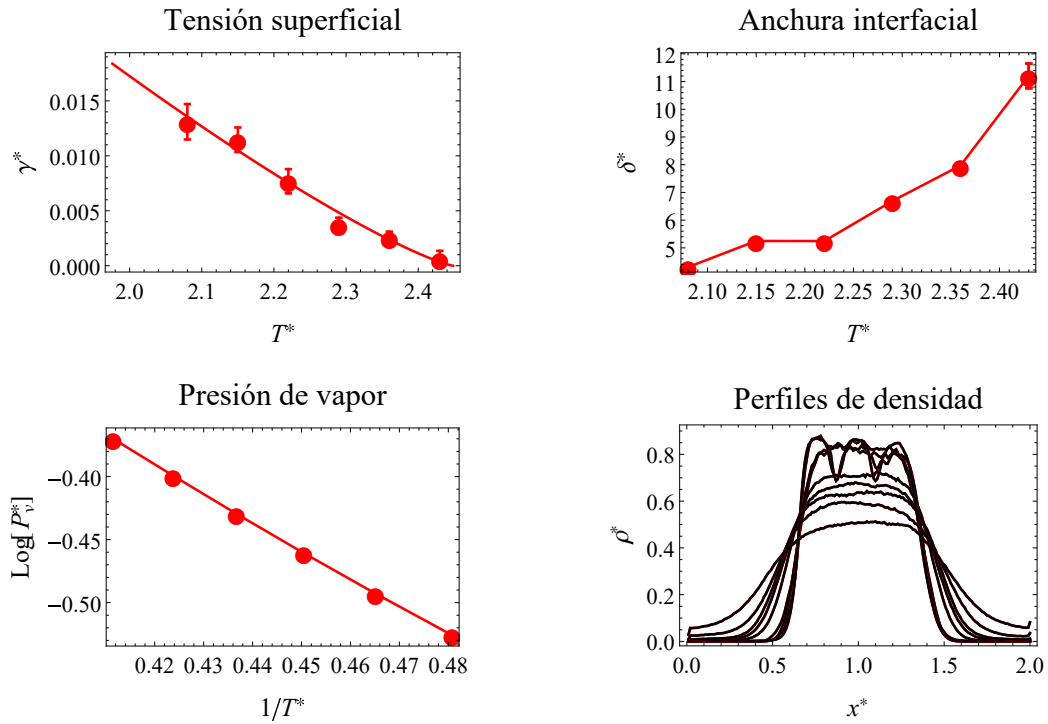 Tensión superficial
γ*
0.015
0.010
0.005
0.000
2.0 2.1 2.2 2.3 2.4
T*
Anchura interfacial
δ*
12
11
10
9
8
7
6
5
2.10 2.15 2.20 2.25 2.30 2.35 2.40
T*
Presión de vapor
Log[P_v*]
−0.40
−0.45
−0.50
0.42 0.43 0.44 0.45 0.46 0.47 0.48
1/T*
Perfiles de densidad
ρ*
0.8
0.6
0.4
0.2
0.0
0.0 0.5 1.0 1.5 2.0
x*